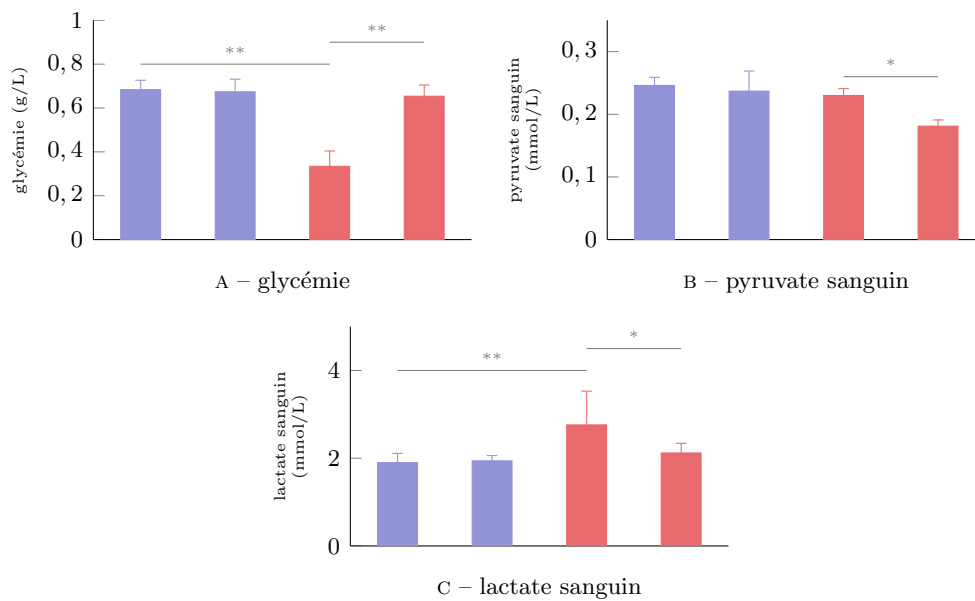 1
0, 8
0, 6
0, 4
0, 2
0
glycémie (g/L)
**
**
A – glycémie
0, 3
0, 2
0, 1
0
pyruvate sanguin
(mmol/L)
*
B – pyruvate sanguin
4
2
0
lactate sanguin
(mmol/L)
**
*
C – lactate sanguin